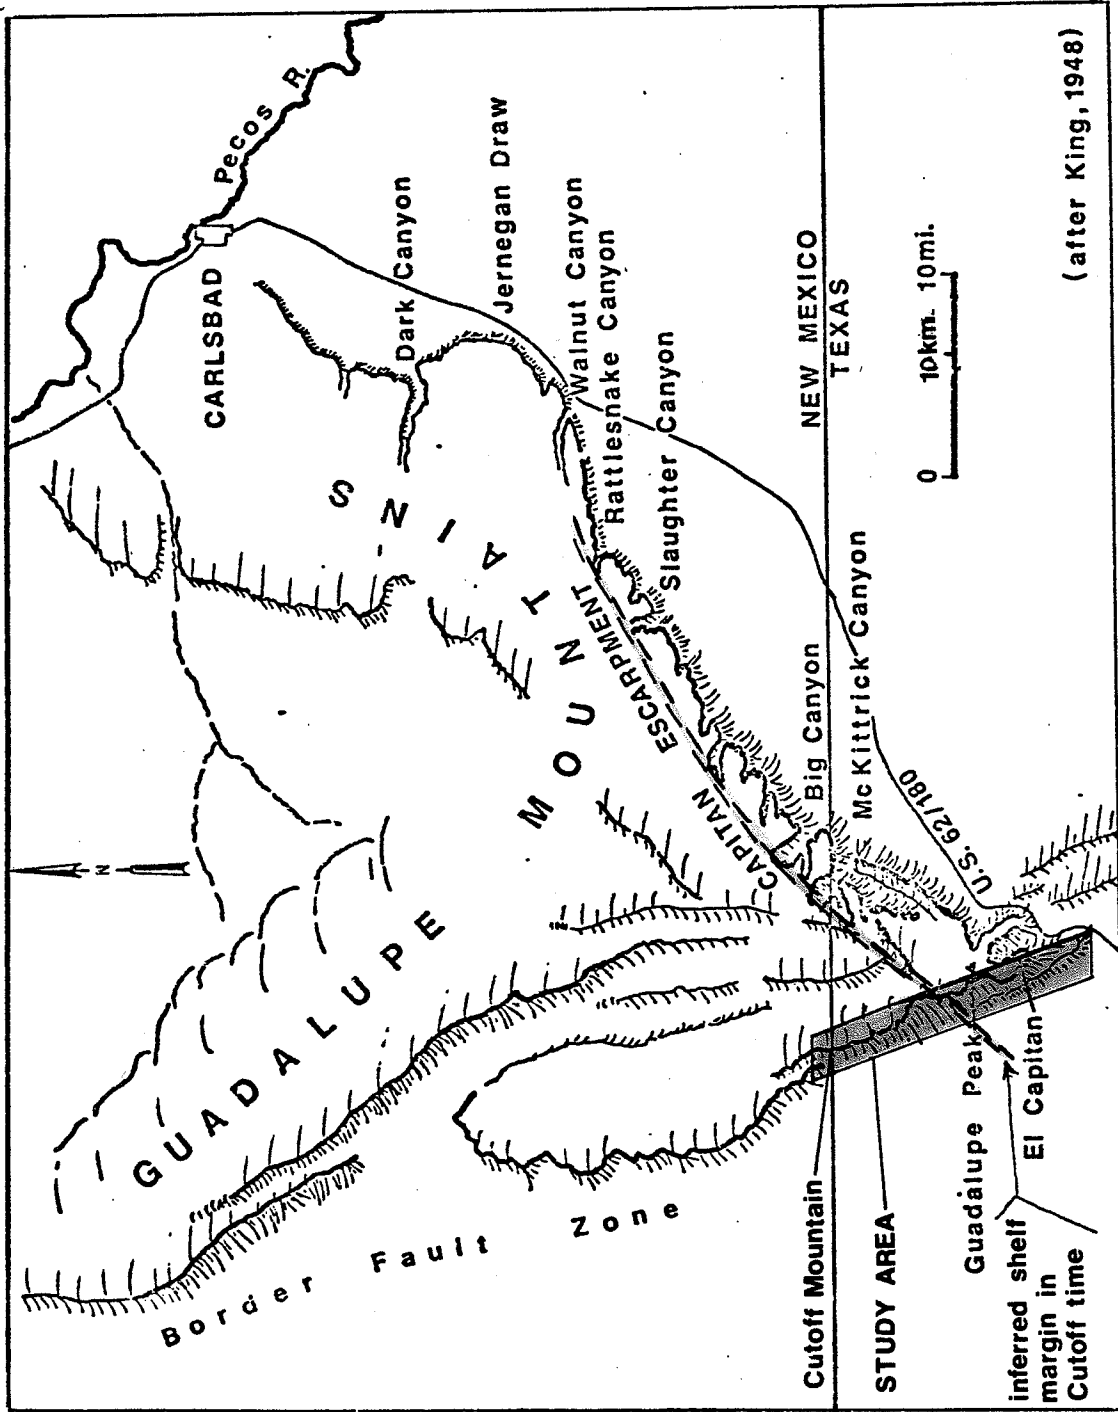 Pecos R.
CARLSBAD
Dark Canyon
Jernegan Draw
Walnut Canyon
Rattlesnake Canyon
Slaughter Canyon
N
GUADALUPE
MOUNTAINS
CAPITAN ESCARPMENT
NEW MEXICO
TEXAS
Big Canyon
McKittrick Canyon
U.S. 62/180
Border Fault Zone
Cutoff Mountain
STUDY AREA
Guadalupe Peak
El Capitan
inferred shelf
margin in
Cutoff time
0 10km. 10mi.
(after King, 1948)